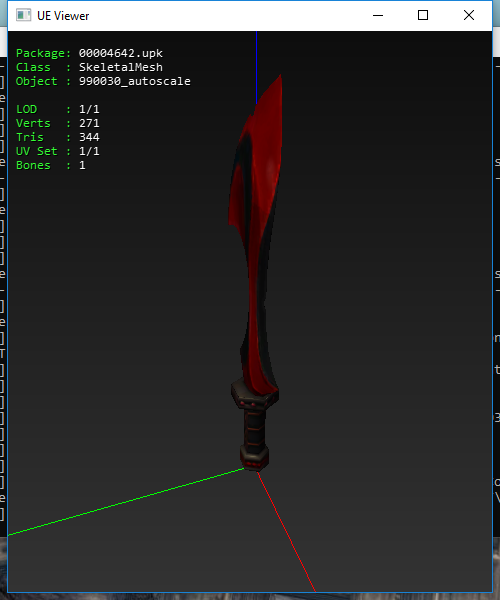 UE Viewer
Package: 00004642.upk
Class  : SkeletalMesh
Object : 990030_autoscale
LOD    : 1/1
Verts  : 271
Tris   : 344
UV Set : 1/1
Bones  : 1